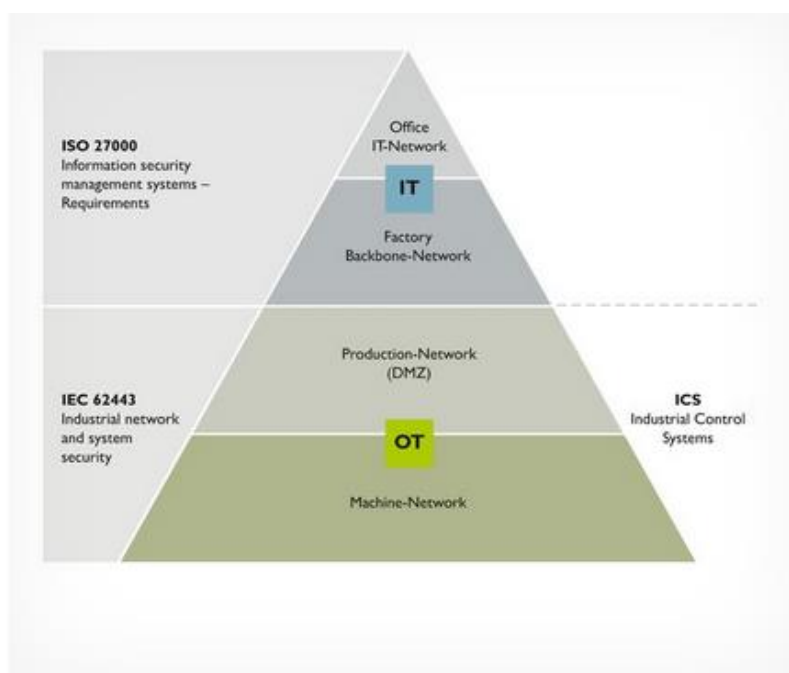 Office
IT-Network
ISO 27000
Information security
management systems –
Requirements
IT
Factory
Backbone-Network
Production-Network
(DMZ)
IEC 62443
Industrial network
and system
security
ICS
Industrial Control
Systems
OT
Machine-Network